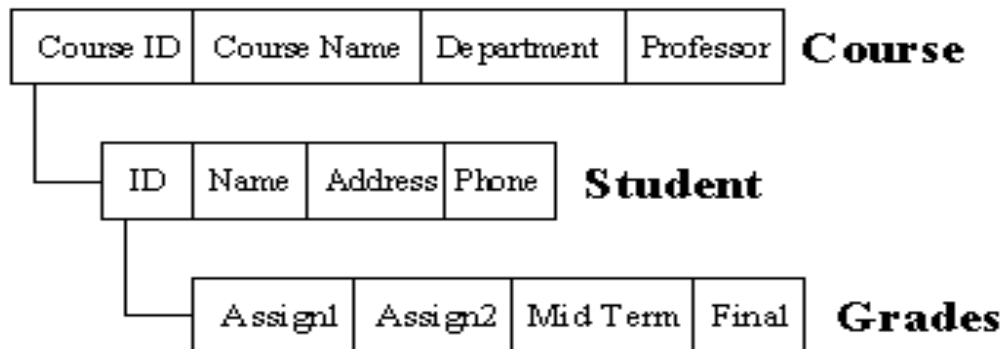 Course ID Course Name Department Professor Course
ID Name Address Phone Student
Assign1 Assign2 Mid Term Final Grades